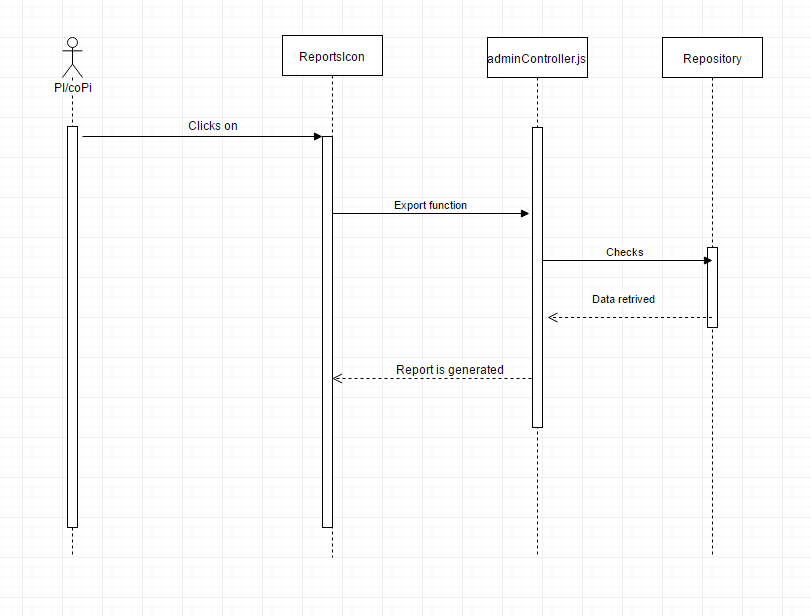 ReportsIcon
adminController.js
Repository
PI/coPi
Clicks on
Export function
Checks
Data retrived
Report is generated